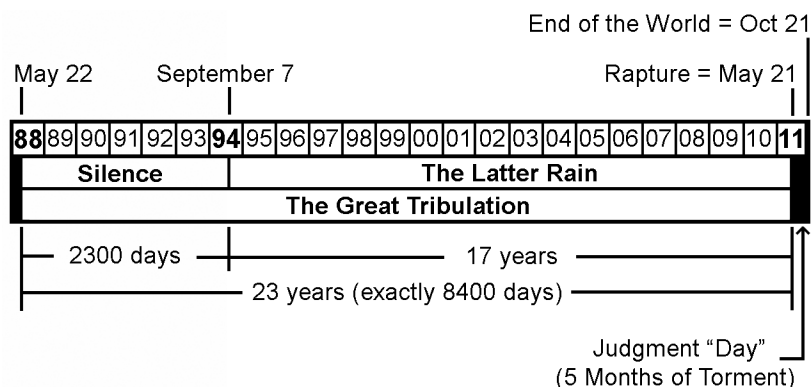 End of the World = Oct 21
May 22 September 7 Rapture = May 21
88 89 90 91 92 93 94 95 96 97 98 99 00 01 02 03 04 05 06 07 08 09 10 11
Silence The Latter Rain
The Great Tribulation
2300 days 17 years
23 years (exactly 8400 days)
Judgment “Day”
(5 Months of Torment)